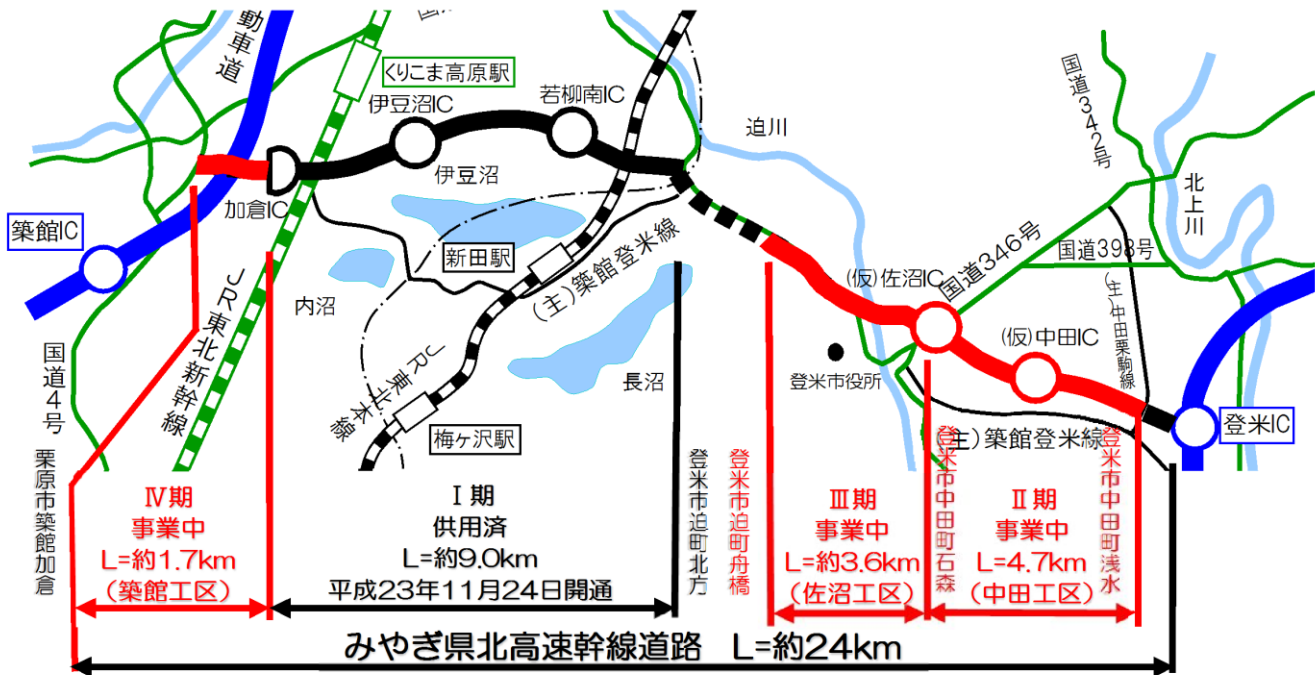 動車道
国道
くりこま高原駅
伊豆沼IC
若柳南IC
迫川
国道342号
北上川
築館IC
加倉IC
伊豆沼
新田駅
(主)築館登米線
内沼
長沼
JR東北新幹線
JR東北本線
梅ヶ沢駅
国道4号
(仮)佐沼IC
国道346号
国道398号
(主)中田栗駒線
(仮)中田IC
登米市役所
登米IC
(主)築館登米線
栗原市築館加倉
登米市迫町北方
登米市迫町舟橋
登米市中田町石森
登米市中田町浅水
Ⅳ期
事業中
L=約1.7km
(築館工区)
Ⅰ期
供用済
L=約9.0km
平成23年11月24日開通
Ⅲ期
事業中
L=約3.6km
(佐沼工区)
Ⅱ期
事業中
L=4.7km
(中田工区)
みやぎ県北高速幹線道路 L=約24km